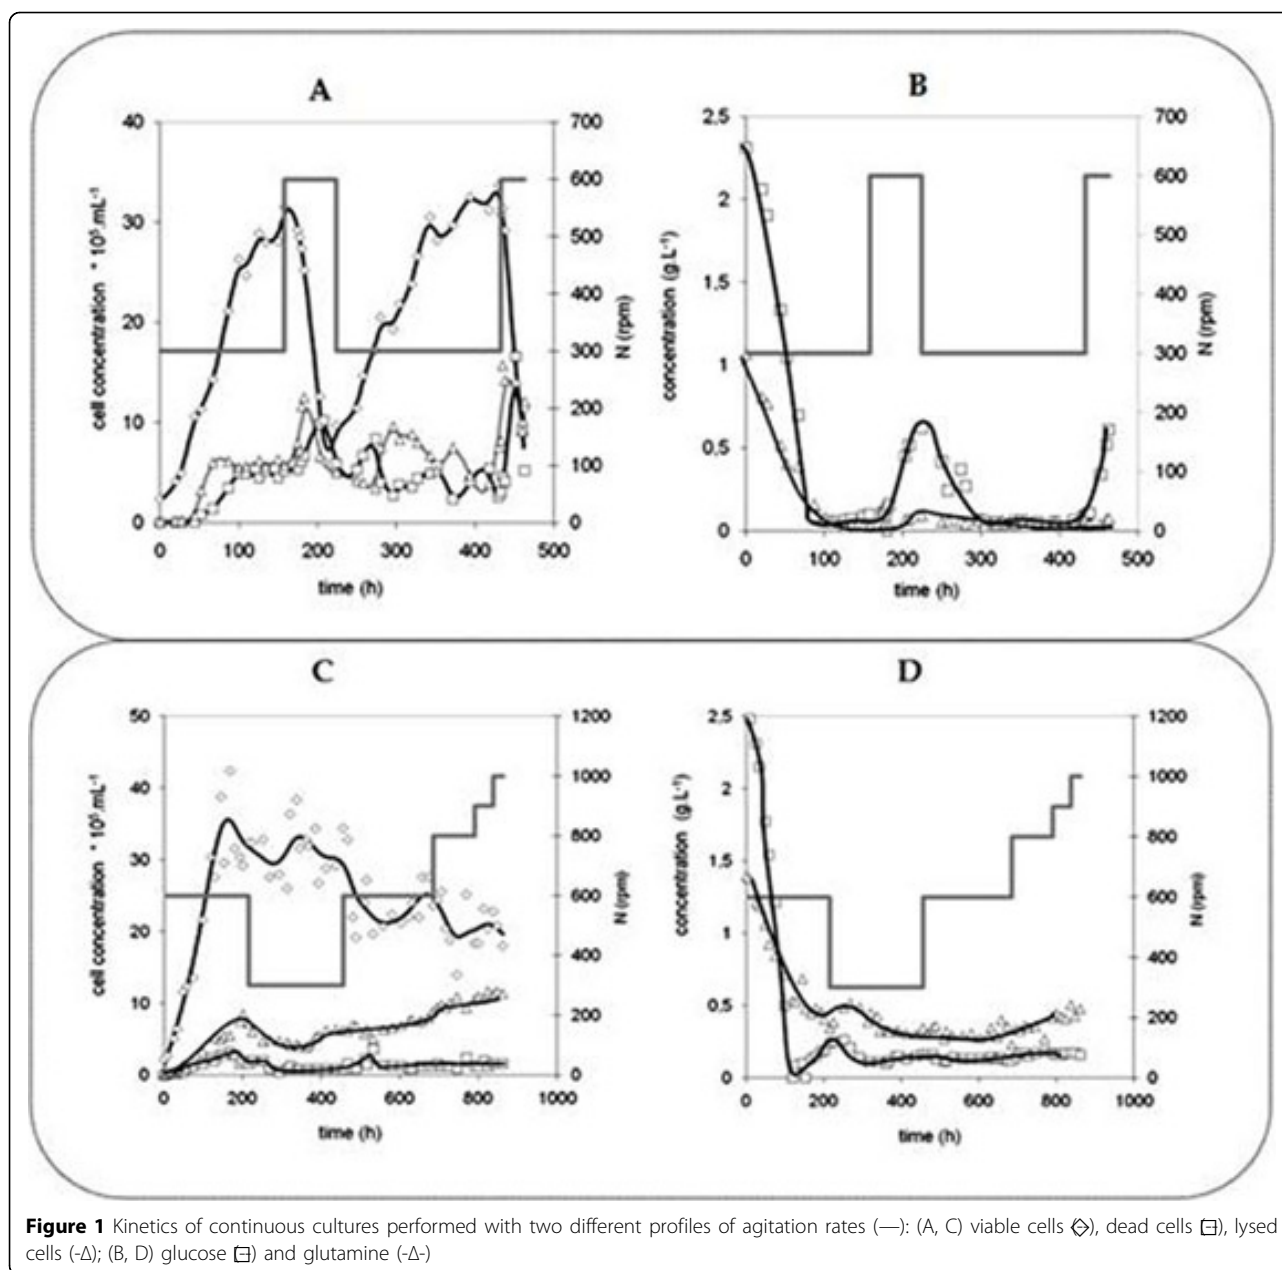 A
B
40
30
20
10
0
700
600
500
400
300
200
100
0
0 100 200 300 400 500
cell concentration * 10⁵.mL⁻¹
N (rpm)
time (h)
2,5
2
1,5
1
0,5
0
700
600
500
400
300
200
100
0
0 100 200 300 400 500
concentration (g.L⁻¹)
N (rpm)
time (h)
C
D
50
40
30
20
10
0
1200
1000
800
600
400
200
0
0 200 400 600 800 1000
cell concentration * 10⁵.mL⁻¹
N (rpm)
time (h)
2,5
2
1,5
1
0,5
0
1200
1000
800
600
400
200
0
0 200 400 600 800 1000
concentration (g.L⁻¹)
N (rpm)
time (h)
Figure 1 Kinetics of continuous cultures performed with two different profiles of agitation rates (—): (A, C) viable cells (-◇-), dead cells (-□-), lysed
cells (-Δ); (B, D) glucose (-□-) and glutamine (-Δ-)